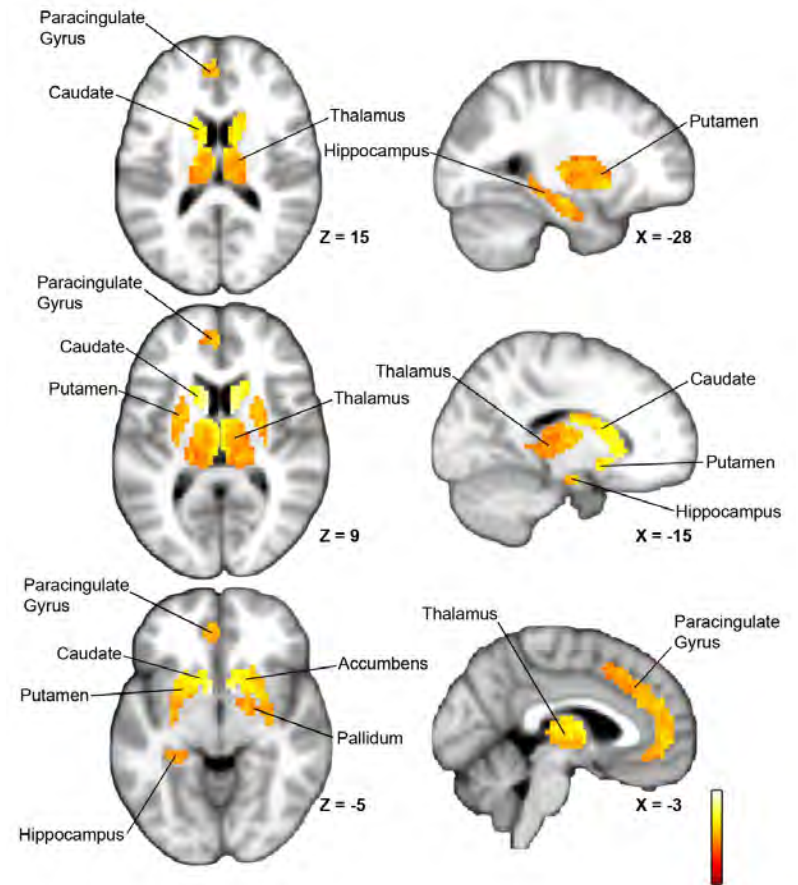 Paracingulate
Gyrus
Caudate
Thalamus
Hippocampus
Putamen
Z = 15
X = -28
Paracingulate
Gyrus
Caudate
Putamen
Thalamus
Z = 9
Thalamus
Caudate
Putamen
Hippocampus
X = -15
Paracingulate
Gyrus
Caudate
Putamen
Accumbens
Pallidum
Hippocampus
Z = -5
Thalamus
Paracingulate
Gyrus
X = -3